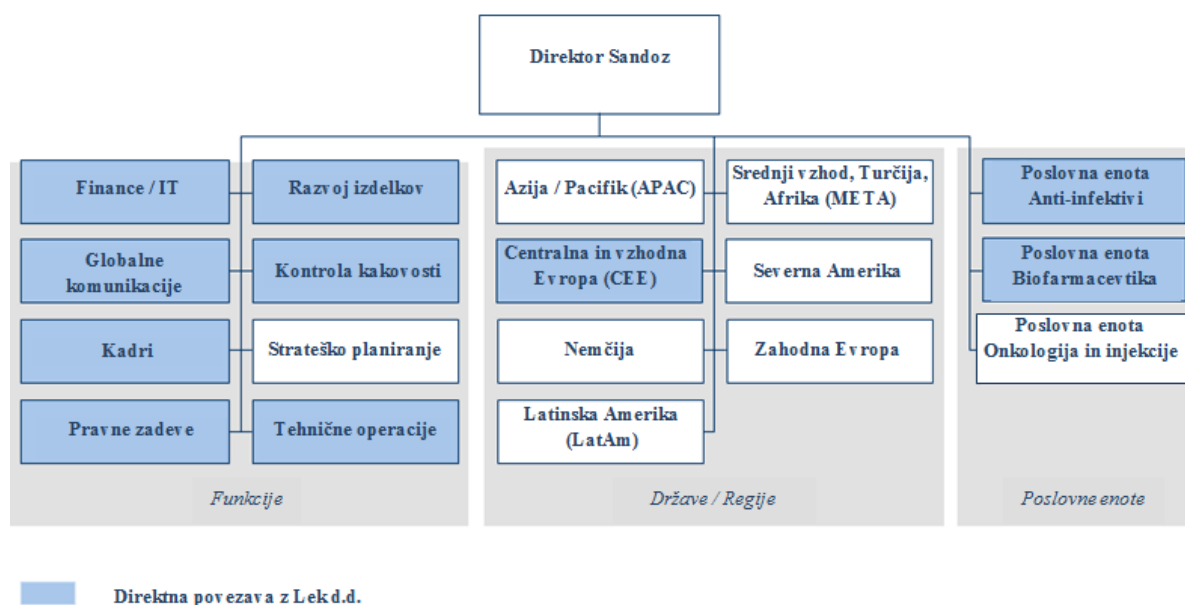 Direktor Sandoz
Finance / IT
Razvoj izdelkov
Globalne
komunikacije
Kontrola kakovosti
Kadri
Strateško planiranje
Pravne zadeve
Tehnične operacije
Funkcije
Azija / Pacifik (APAC)
Srednji vzhod, Turčija,
Afrika (META)
Centralna in vzhodna
Evropa (CEE)
Severna Amerika
Nemčija
Zahodna Evropa
Latinska Amerika
(LatAm)
Države / Regije
Poslovna enota
Anti-infektivi
Poslovna enota
Biofarmacevtika
Poslovna enota
Onkologija in injekcije
Poslovne enote
Direktna povezava z Lek d.d.